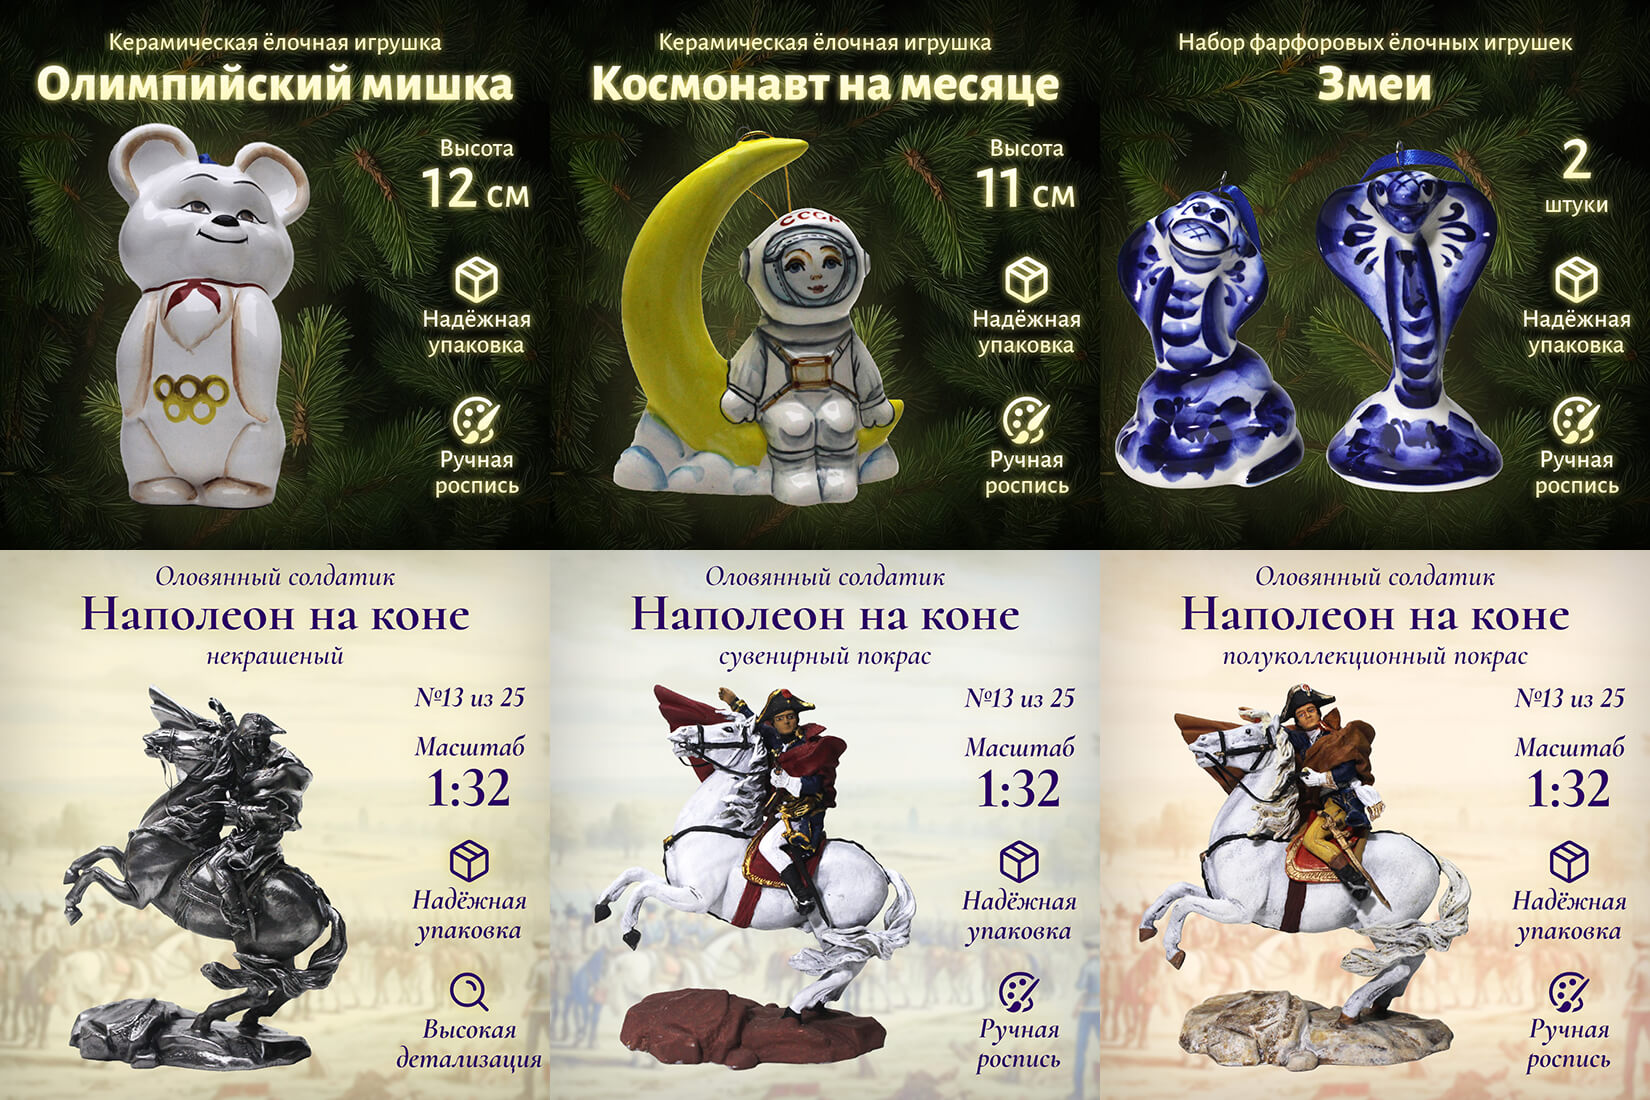 Керамическая ёлочная игрушка
Олимпийский мишка
Высота
12 см
Надёжная
упаковка
Ручная
роспись
Керамическая ёлочная игрушка
Космонавт на месяце
СССР
Высота
11 см
Надёжная
упаковка
Ручная
роспись
Набор фарфоровых ёлочных игрушек
Змеи
2
штуки
Надёжная
упаковка
Ручная
роспись
Оловянный солдатик
Наполеон на коне
некрашеный
№13 из 25
Масштаб
1:32
Надёжная
упаковка
Высокая
детализация
Оловянный солдатик
Наполеон на коне
сувенирный покрас
№13 из 25
Масштаб
1:32
Надёжная
упаковка
Ручная
роспись
Оловянный солдатик
Наполеон на коне
полуколлекционный покрас
№13 из 25
Масштаб
1:32
Надёжная
упаковка
Ручная
роспись